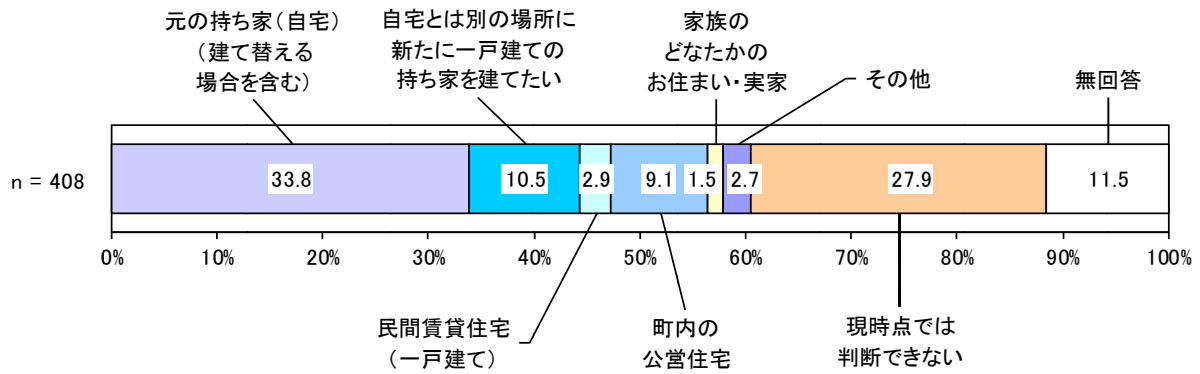 元の持ち家（自宅）
（建て替える
場合を含む）
自宅とは別の場所に
新たに一戸建ての
持ち家を建てたい
家族の
どなたかの
お住まい・実家
その他
無回答
n = 408
33.8
10.5
2.9
9.1
1.5
2.7
27.9
11.5
0%
10%
20%
30%
40%
50%
60%
70%
80%
90%
100%
民間賃貸住宅
（一戸建て）
町内の
公営住宅
現時点では
判断できない